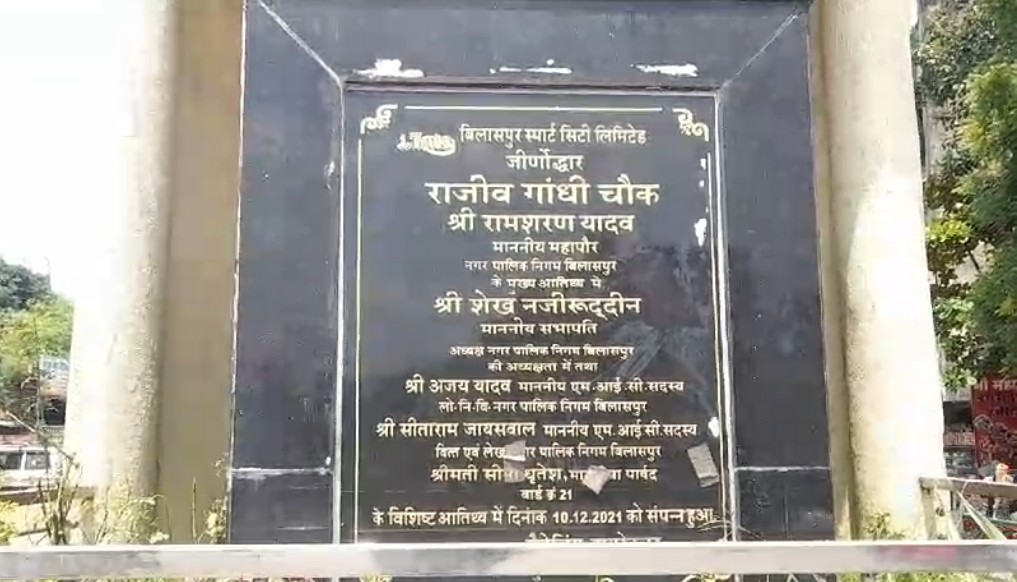 बिलासपुर स्मार्ट सिटी लिमिटेड
जीर्णोद्धार
राजीव गांधी चौक
श्री रामशरण यादव
माननीय महापौर
नगर पालिक निगम बिलासपुर
के मुख्य आतिथ्य में
श्री शेख नजीरूद्दीन
माननीय सभापति
अध्यक्ष नगर पालिक निगम बिलासपुर
की अध्यक्षता में तथा
श्री अजय यादव माननीय एम.आई.सी.सदस्य
लो.नि.वि.नगर पालिक निगम बिलासपुर
श्री सीताराम जायसवाल माननीय एम.आई.सी.सदस्य
वित्त एवं पालिक निगम बिलासपुर
श्रीमती धृतेश, पार्षद
वार्ड क्रं 21
के विशिष्ट आतिथ्य में दिनांक 10.12.2021 को संपन्न हुआ
श्री